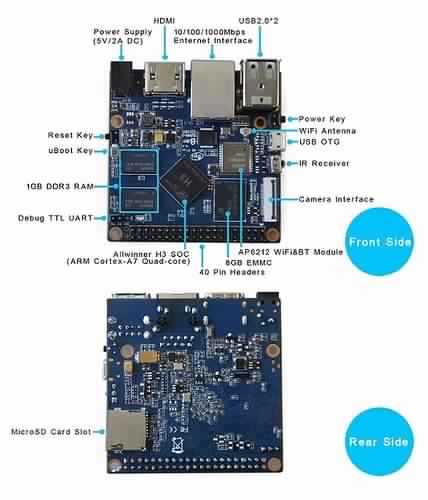 HDMI
USB2.0*2
Power Supply
(5V/2A DC)
10/100/1000Mbps
Enternet Interface
Power Key
WiFi Antenna
USB OTG
Reset Key
uBoot Key
IR Receiver
1GB DDR3 RAM
H3
Camera Interface
Debug TTL UART
Allwinner H3 SOC
(ARM Cortex-A7 Quad-core)
AP6212 WiFi&BT Module
8GB EMMC
40 Pin Headers
Front Side
MicroSD Card Slot
Rear Side